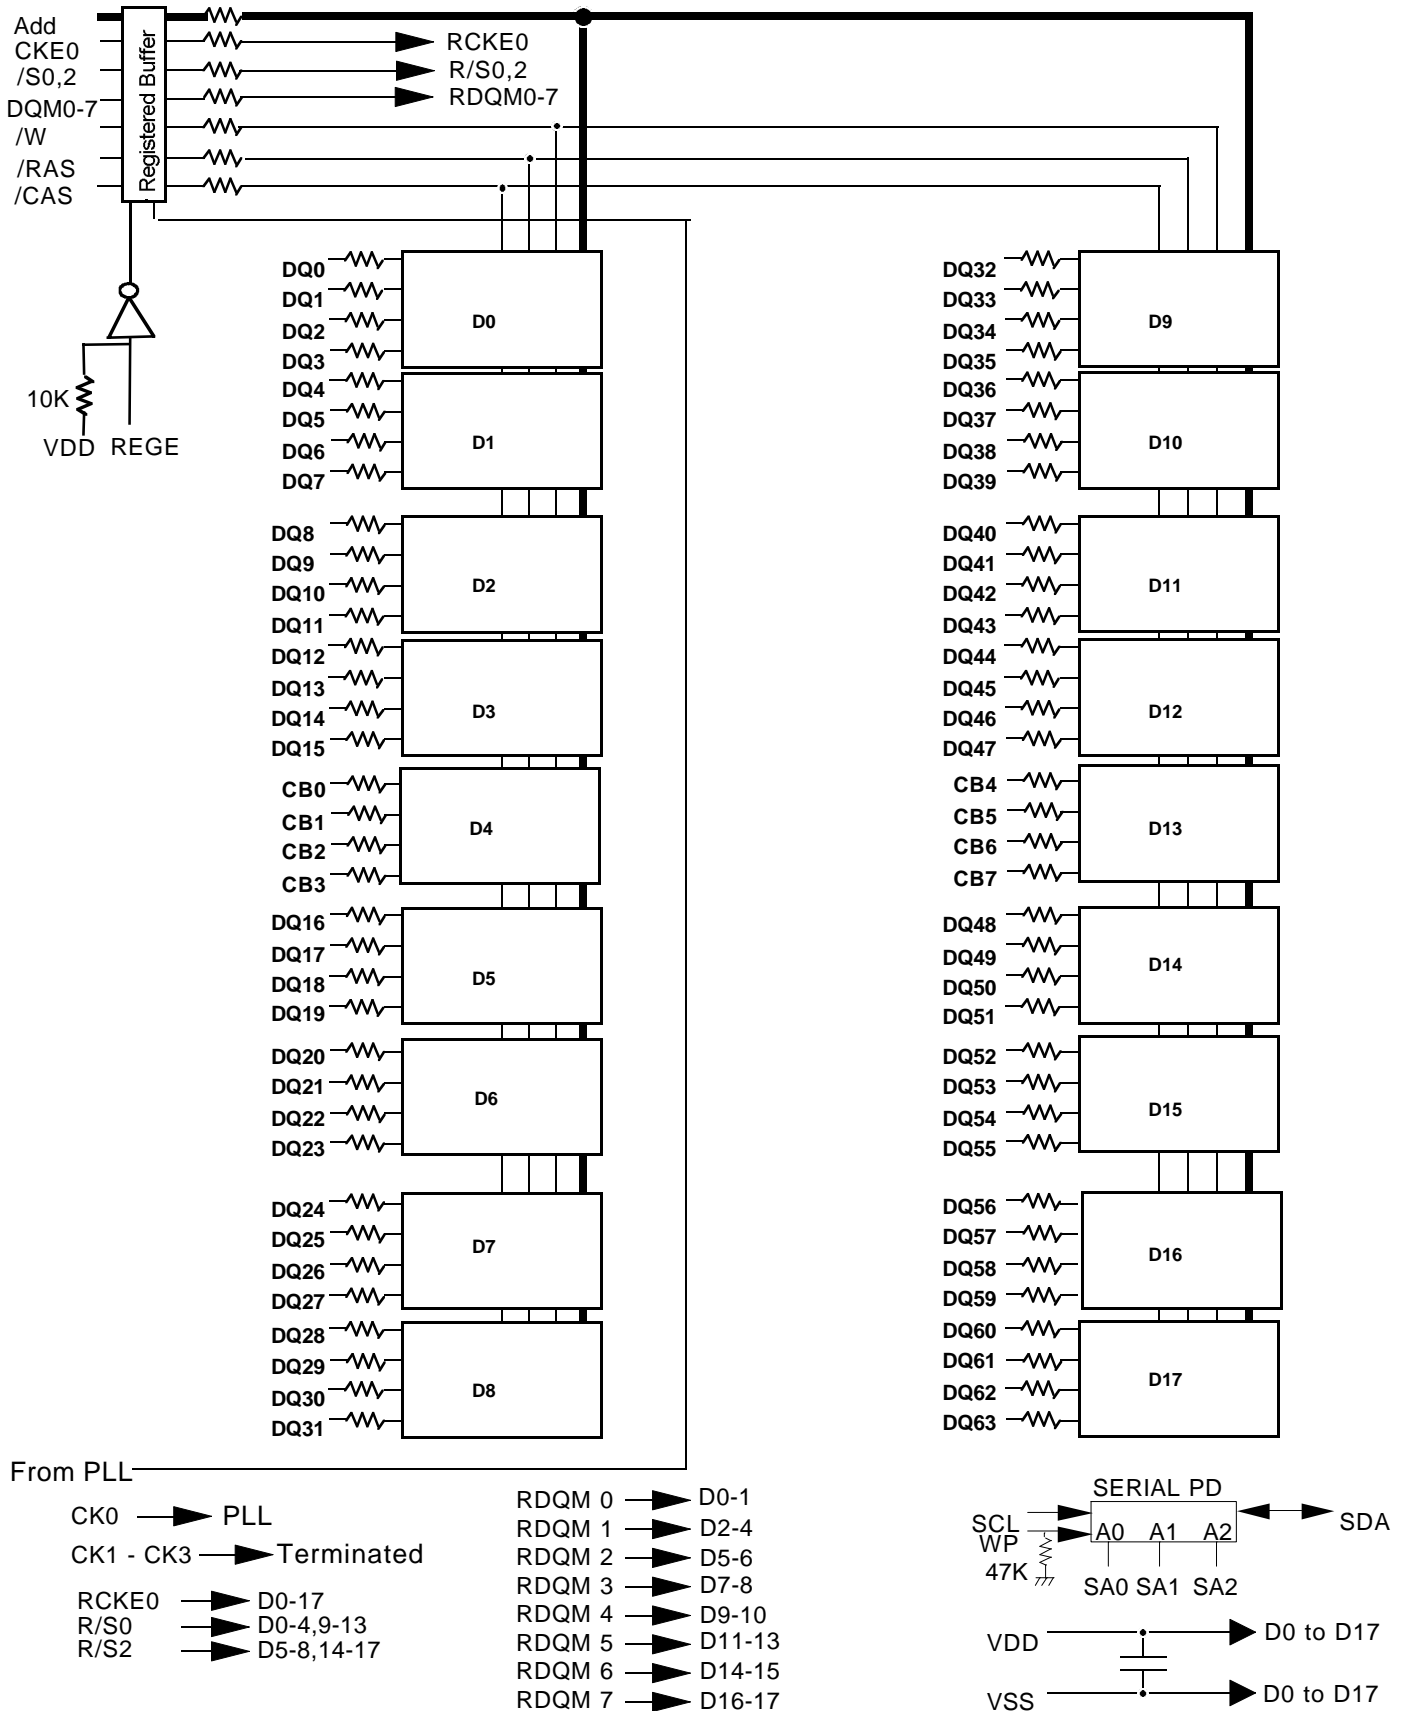 Add
CKE0
/S0,2
DQM0-7
/W
/RAS
/CAS
Registered Buffer
RCKE0
R/S0,2
RDQM0-7
10K
VDD REGE
DQ0
DQ1
DQ2
DQ3
D0
DQ4
DQ5
DQ6
DQ7
D1
DQ8
DQ9
DQ10
DQ11
D2
DQ12
DQ13
DQ14
DQ15
D3
CB0
CB1
CB2
CB3
D4
DQ16
DQ17
DQ18
DQ19
D5
DQ20
DQ21
DQ22
DQ23
D6
DQ24
DQ25
DQ26
DQ27
D7
DQ28
DQ29
DQ30
DQ31
D8
DQ32
DQ33
DQ34
DQ35
D9
DQ36
DQ37
DQ38
DQ39
D10
DQ40
DQ41
DQ42
DQ43
D11
DQ44
DQ45
DQ46
DQ47
D12
CB4
CB5
CB6
CB7
D13
DQ48
DQ49
DQ50
DQ51
D14
DQ52
DQ53
DQ54
DQ55
D15
DQ56
DQ57
DQ58
DQ59
D16
DQ60
DQ61
DQ62
DQ63
D17
From PLL
CK0 PLL
CK1 - CK3 Terminated
RCKE0 D0-17
R/S0 D0-4,9-13
R/S2 D5-8,14-17
RDQM 0 D0-1
RDQM 1 D2-4
RDQM 2 D5-6
RDQM 3 D7-8
RDQM 4 D9-10
RDQM 5 D11-13
RDQM 6 D14-15
RDQM 7 D16-17
SERIAL PD
SCL
WP
47K
A0 A1 A2
SDA
SA0 SA1 SA2
VDD D0 to D17
VSS D0 to D17